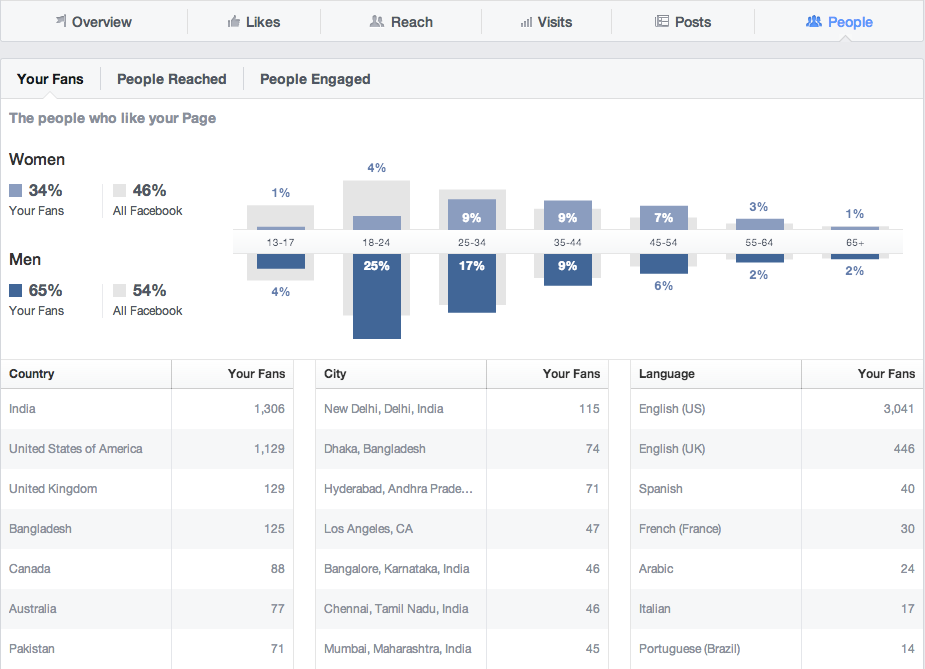 Overview Likes Reach Visits Posts People
Your Fans People Reached People Engaged
The people who like your Page
Women
34% 46%
Your Fans All Facebook
Men
65% 54%
Your Fans All Facebook
1% 4% 9% 9% 7% 3% 1%
13-17 18-24 25-34 35-44 45-54 55-64 65+
4% 25% 17% 9% 6% 2% 2%
Country Your Fans City Your Fans Language Your Fans
India 1,306 New Delhi, Delhi, India 115 English (US) 3,041
United States of America 1,129 Dhaka, Bangladesh 74 English (UK) 446
United Kingdom 129 Hyderabad, Andhra Prade... 71 Spanish 40
Bangladesh 125 Los Angeles, CA 47 French (France) 30
Canada 88 Bangalore, Karnataka, India 46 Arabic 24
Australia 77 Chennai, Tamil Nadu, India 46 Italian 17
Pakistan 71 Mumbai, Maharashtra, India 45 Portuguese (Brazil) 14